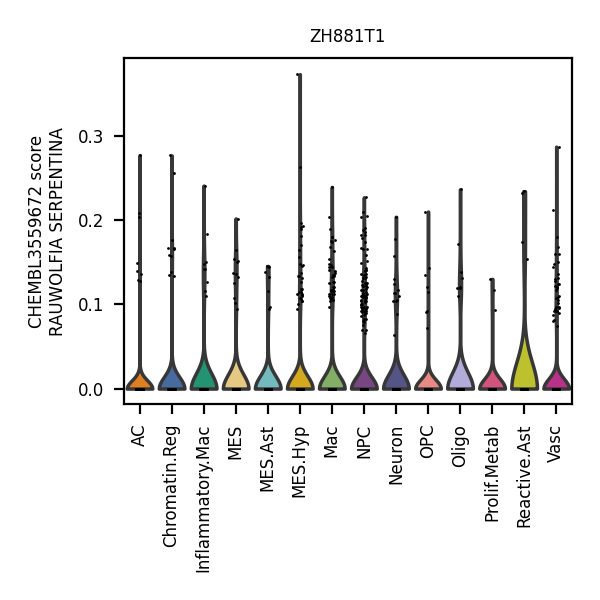 ZH881T1
CHEMBL3559672 score
RAUWOLFIA SERPENTINA
0.3
0.2
0.1
0.0
AC
Chromatin.Reg
Inflammatory.Mac
MES
MES.Ast
MES.Hyp
Mac
NPC
Neuron
OPC
Oligo
Prolif.Metab
Reactive.Ast
Vasc